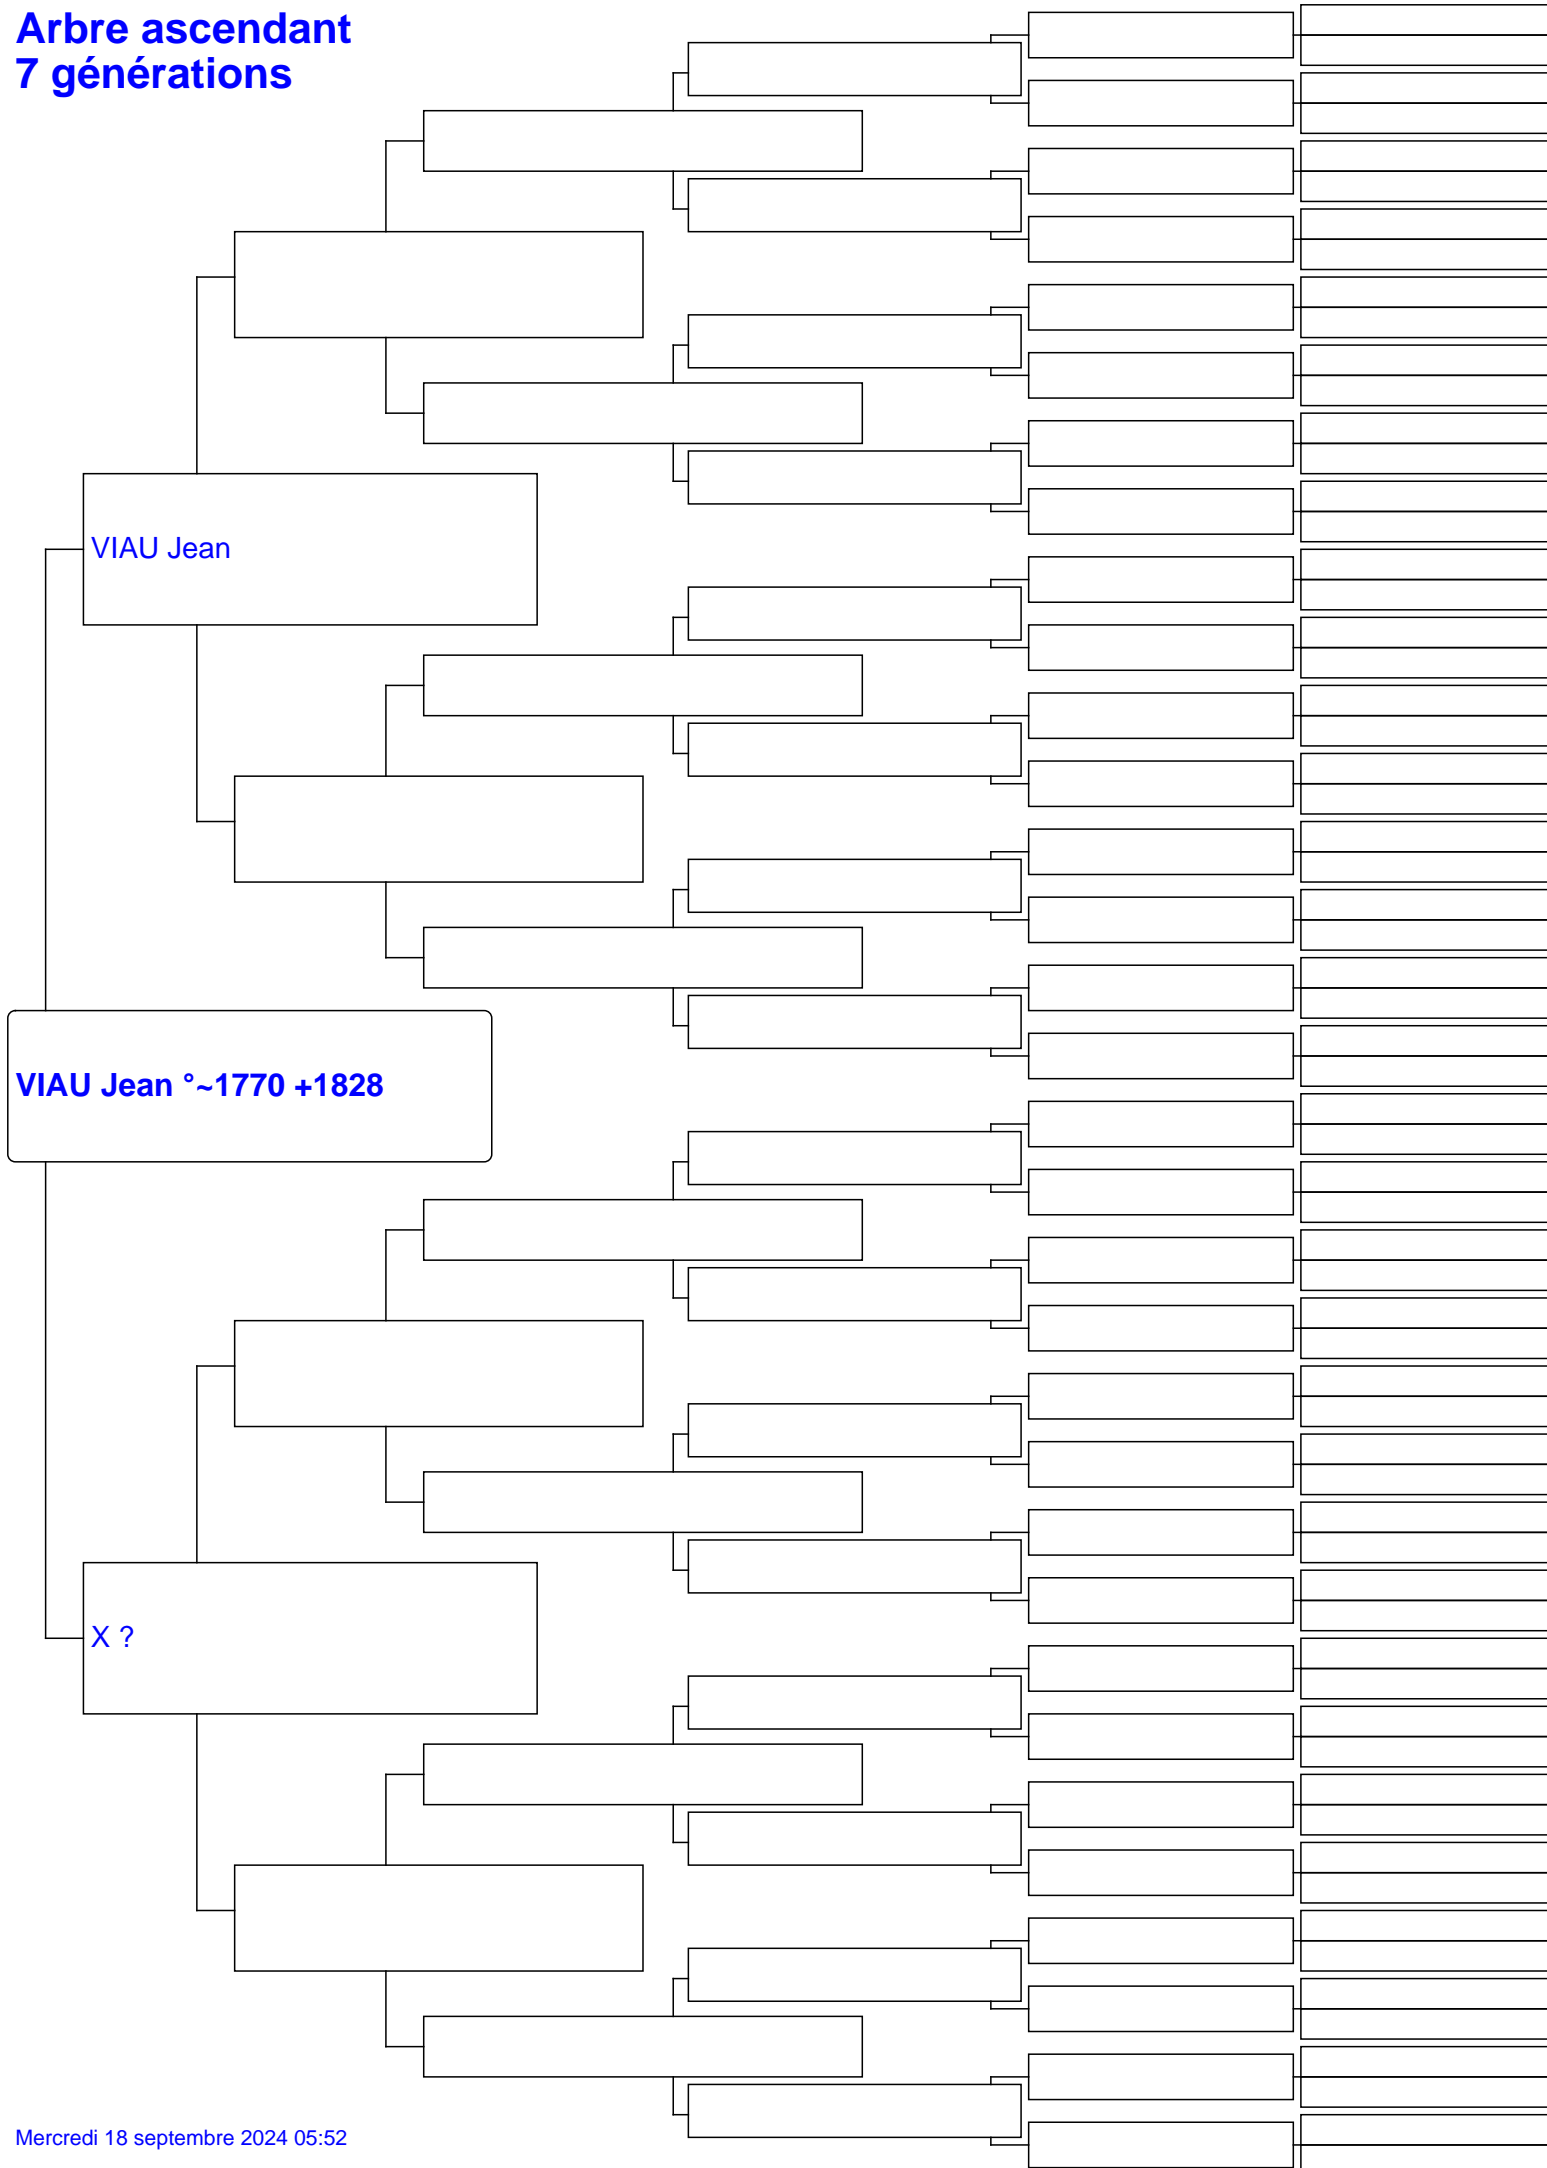 Arbre ascendant
7 générations
VIAU Jean
VIAU Jean °~1770 +1828
X ?
Mercredi 18 septembre 2024 05:52